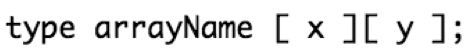 type arrayName [ x ][ y ];